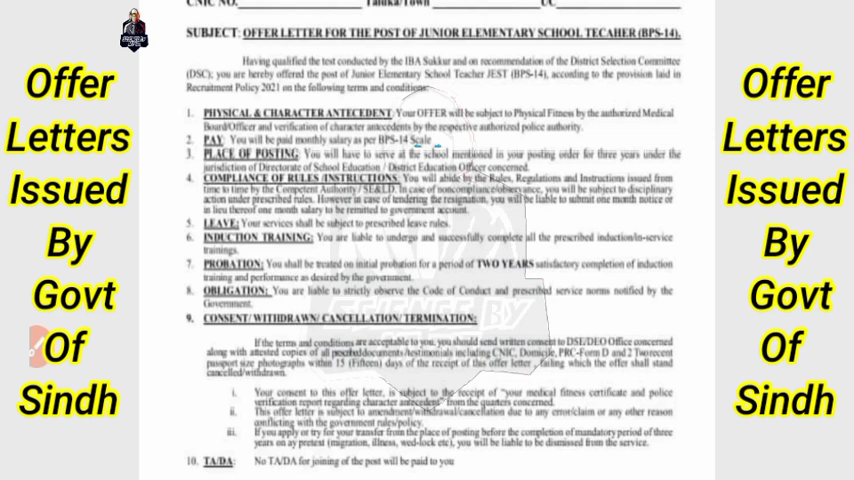 CNIC NO. Taluka/Town UC
SUBJECT: OFFER LETTER FOR THE POST OF JUNIOR ELEMENTARY SCHOOL TECAHER (BPS-14).
Having qualified the test conducted by the IBA Sukkur and on recommendation of the District Selection Committee
(DSC); you are hereby offered the post of Junior Elementary School Teacher JEST (BPS-14), according to the provision laid in
Recruitment Policy 2021 on the following terms and conditions:-
1. PHYSICAL & CHARACTER ANTECEDENT: Your OFFER will be subject to Physical Fitness by the authorized Medical
Board/Officer and verification of character antecedents by the respective authorized police authority.
2. PAY: You will be paid monthly salary as per BPS-14 Scale
3. PLACE OF POSTING: You will have to serve at the school mentioned in your posting order for three years under the
jurisdiction of Directorate of School Education / District Education Officer concerned.
4. COMPLIANCE OF RULES /INSTRUCTIONS: You will abide by the Rules, Regulations and Instructions issued from
time to time by the Competent Authority / SE&LD. In case of noncompliance/observance, you will be subject to disciplinary
action under prescribed rules. However in case of tendering the resignation, you will be liable to submit one month notice or
in lieu thereof one month salary to be remitted to government account.
5. LEAVE: Your services shall be subject to prescribed leave rules.
6. INDUCTION TRAINING: You are liable to undergo and successfully complete all the prescribed induction/in-service
trainings.
7. PROBATION: You shall be treated on initial probation for a period of TWO YEARS satisfactory completion of induction
training and performance as desired by the government.
8. OBLIGATION: You are liable to strictly observe the Code of Conduct and prescribed service norms notified by the
Government.
9. CONSENT/ WITHDRAWN/ CANCELLATION/ TERMINATION:
If the terms and conditions are acceptable to you, you should send written consent to DSE/DEO Office concerned
along with attested copies of all documents/testimonials including CNIC, Domicile, PRC-Form D and 2 Two recent
passport size photographs within 15 (Fifteen) days of the receipt of this offer letter , failing which the offer shall stand
cancelled/withdrawn.
i. Your consent to this offer letter, is subject to the receipt of "your medical fitness certificate and police
verification report regarding character antecedent" from the quarters concerned.
ii. This offer letter is subject to amendment/withdrawal/cancellation due to any error/claim or any other reason
conflicting with the government rules/policy.
iii. If you apply or try for your transfer from the place of posting before the completion of mandatory period of three
years on ay pretest (migration, illness, wed-lock etc), you will be liable to be dismissed from the service.
10. TA/DA: No TA/DA for joining of the post will be paid to you
Offer
Letters
Issued
By
Govt
Of
Sindh
Offer
Letters
Issued
By
Govt
Of
Sindh